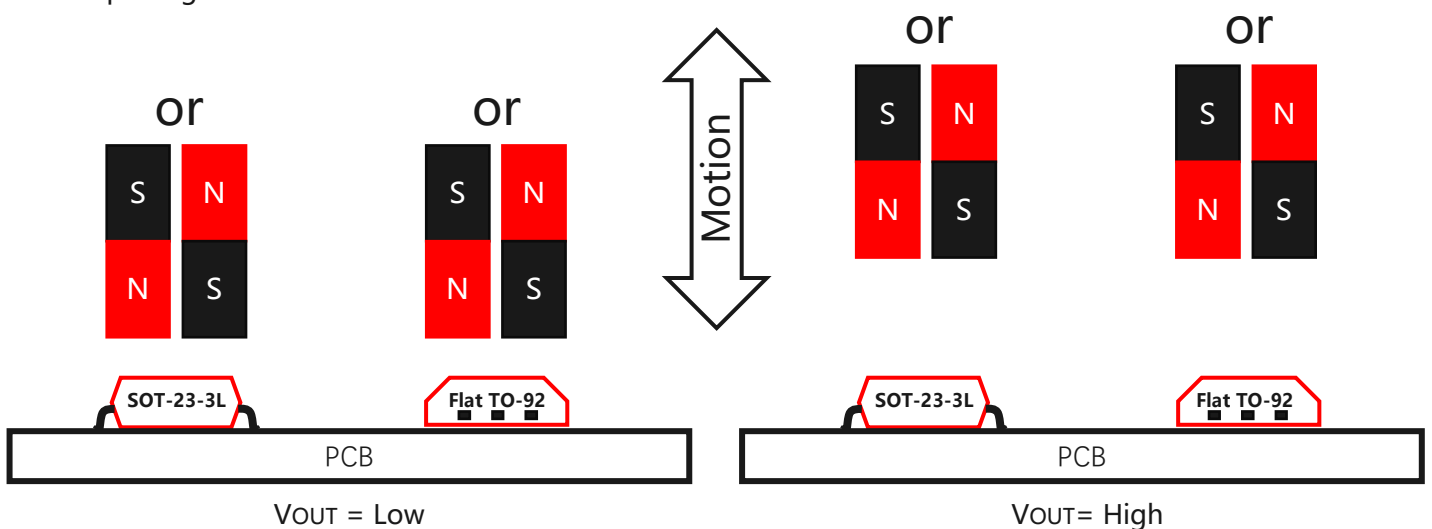 or or
S N S N
N S N S
SOT-23-3L Flat TO-92
PCB
VOUT = Low
Motion
or or
S N S N
N S N S
SOT-23-3L Flat TO-92
PCB
VOUT= High